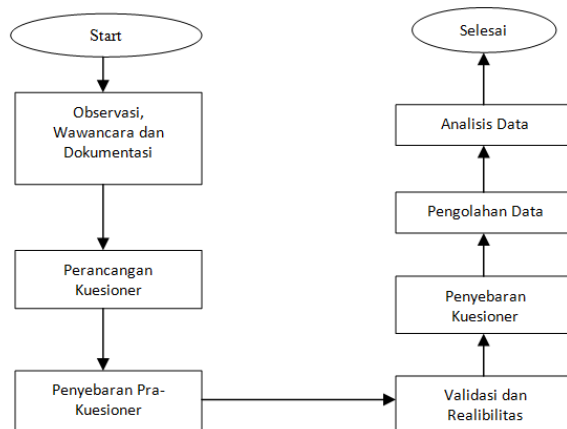 Start
Observasi,
Wawancara dan
Dokumentasi
Perancangan
Kuesioner
Penyebaran Pra-
Kuesioner
Validasi dan
Realibilitas
Penyebaran
Kuesioner
Pengolahan Data
Analisis Data
Selesai